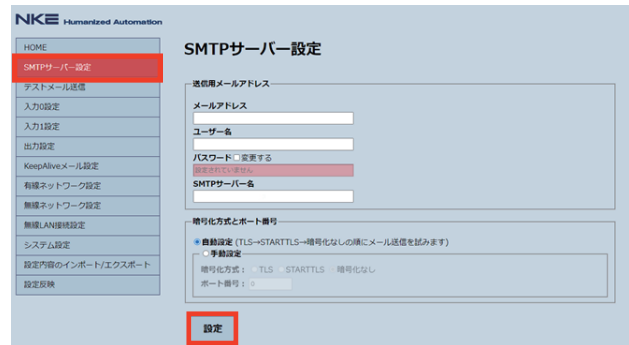 NKE Humanized Automation
HOME
SMTPサーバー設定
テストメール送信
入力0設定
入力1設定
出力設定
KeepAliveメール設定
有線ネットワーク設定
無線ネットワーク設定
無線LAN接続設定
システム設定
設定内容のインポート/エクスポート
設定反映
SMTPサーバー設定
送信用メールアドレス
メールアドレス
ユーザー名
パスワード 変更する
設定されていません
SMTPサーバー名
暗号化方式とポート番号
自動設定 (TLS→STARTTLS→暗号化なしの順にメール送信を試みます)
手動設定
暗号化方式： TLS STARTTLS 暗号化なし
ポート番号： 0
設定